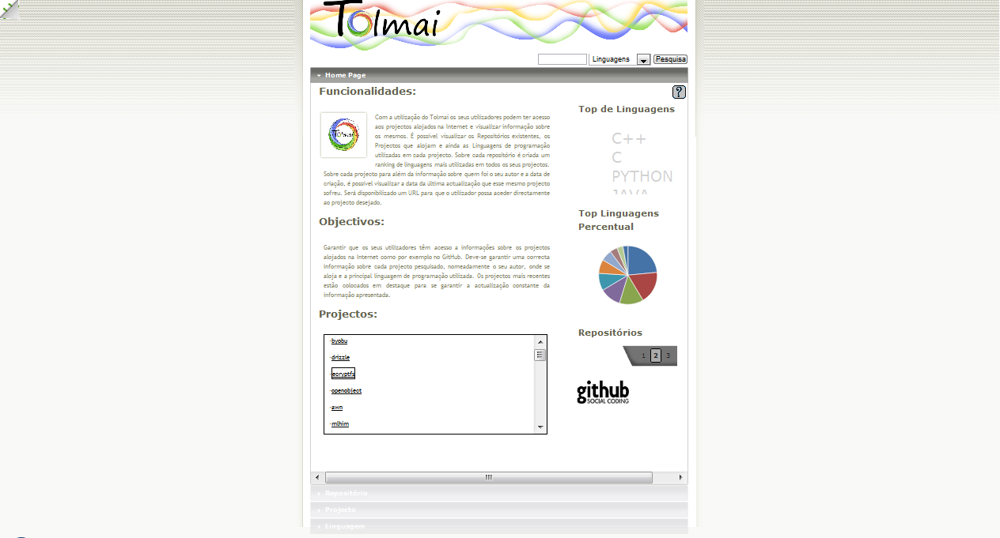 Tolmai
Linguagens
Pesquisa
Home Page
Funcionalidades:
Tolmai
Com a utilização do Tolmai os seus utilizadores podem ter acesso
aos projectos alojados na Internet e visualizar informação sobre
os mesmos. É possível visualizar os Repositórios existentes, os
Projectos que alojam e ainda as Linguagens de programação
utilizadas em cada projecto. Sobre cada repositório é criada um
ranking de linguagens mais utilizadas em todos os seus projectos.
Sobre cada projecto para além da informação sobre quem foi o seu autor e a data de
criação, é possível visualizar a data da última actualização que esse mesmo projecto
sofreu. Será disponibilizado um URL para que o utilizador possa aceder directamente
ao projecto desejado.
Objectivos:
Garantir que os seus utilizadores têm acesso a informações sobre os projectos
alojados na Internet como por exemplo no GitHub. Deve-se garantir uma correcta
informação sobre cada projecto pesquisado, nomeadamente o seu autor, onde se
aloja e a principal linguagem de programação utilizada. Os projectos mais recentes
estão colocados em destaque para se garantir a actualização constante da
informação apresentada.
Projectos:
-byobu
-drizzle
-ecryptfs
-openobject
-awn
-mlhim
?
Top de Linguagens
C++
C
PYTHON
JAVA
Top Linguagens
Percentual
Repositórios
1 2 3
github
SOCIAL CODING
Repositório
Projecto
Linguagem